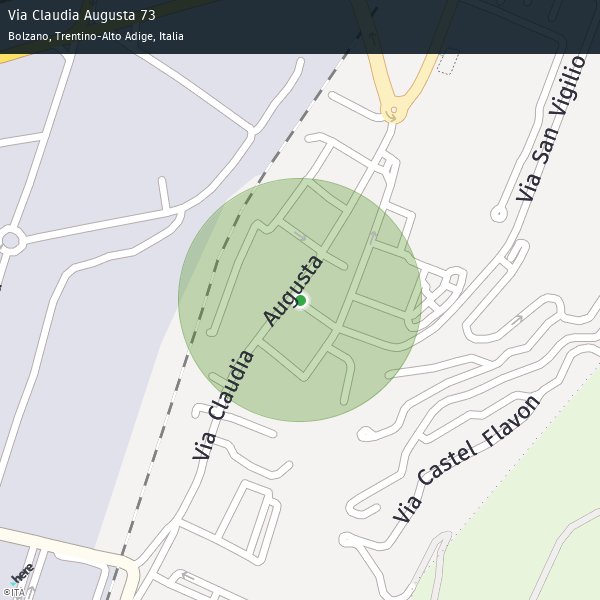 Via Claudia Augusta 73
Bolzano, Trentino-Alto Adige, Italia
Via San Vigilio
Via Claudia Augusta
Via Castel Flavon
here
©ITA